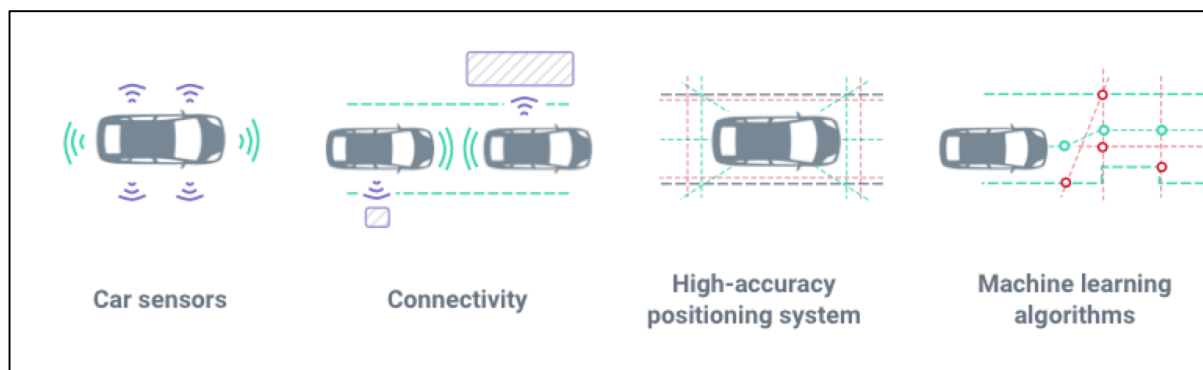 Car sensors
Connectivity
High-accuracy
positioning system
Machine learning
algorithms